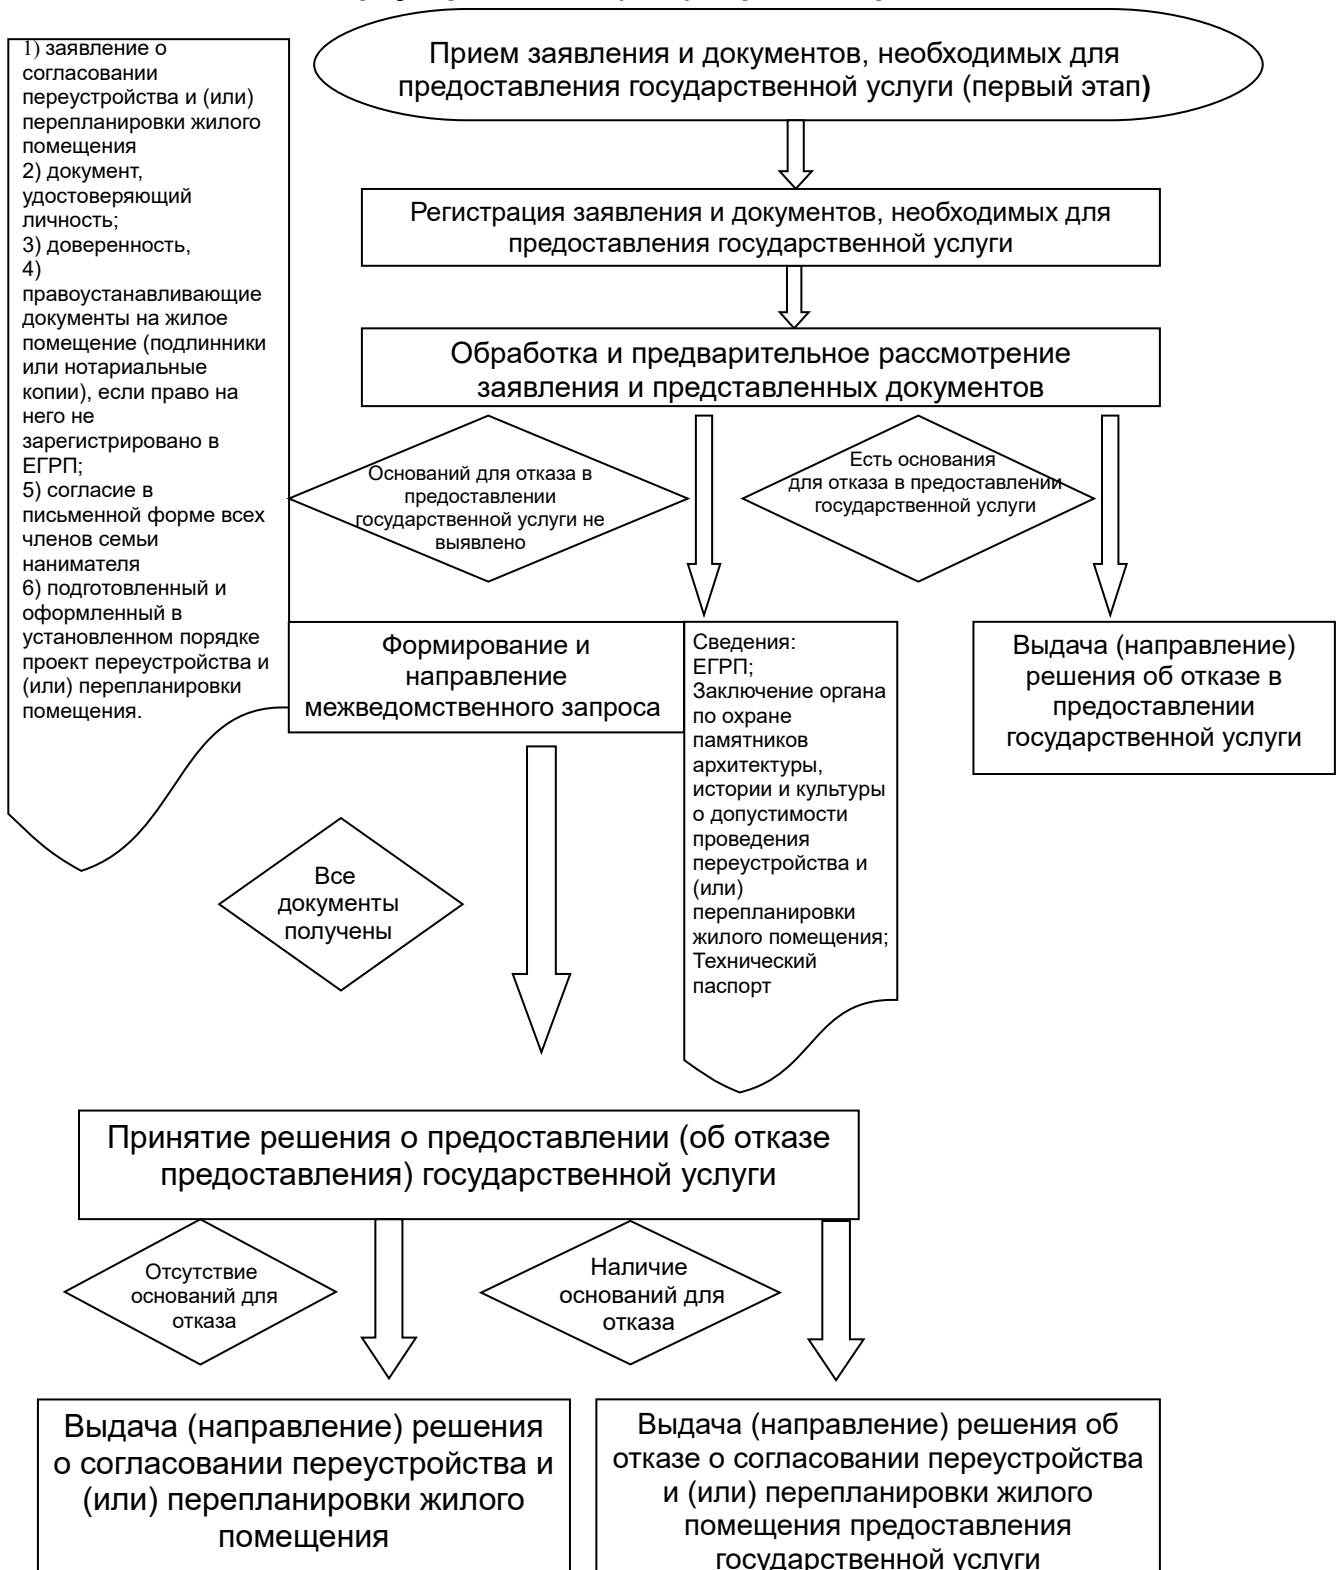 Прием заявления и документов, необходимых для
предоставления государственной услуги (первый этап)
1) заявление о
согласовании
переустройства и (или)
перепланировки жилого
помещения
2) документ,
удостоверяющий
личность;
3) доверенность,
4)
правоустанавливающие
документы на жилое
помещение (подлинники
или нотариальные
копии), если право на
него не
зарегистрировано в
ЕГРП;
5) согласие в
письменной форме всех
членов семьи
нанимателя
6) подготовленный и
оформленный в
установленном порядке
проект переустройства и
(или) перепланировки
помещения.
Регистрация заявления и документов, необходимых для
предоставления государственной услуги
Обработка и предварительное рассмотрение
заявления и представленных документов
Оснований для отказа в
предоставлении
государственной услуги не
выявлено
Есть основания
для отказа в предоставлении
государственной услуги
Формирование и
направление
межведомственного запроса
Сведения:
ЕГРП;
Заключение органа
по охране
памятников
архитектуры,
истории и культуры
о допустимости
проведения
переустройства и
(или)
перепланировки
жилого помещения;
Технический
паспорт
Выдача (направление)
решения об отказе в
предоставлении
государственной услуги
Все
документы
получены
Принятие решения о предоставлении (об отказе
предоставления) государственной услуги
Отсутствие
оснований для
отказа
Наличие
оснований для
отказа
Выдача (направление) решения
о согласовании переустройства и
(или) перепланировки жилого
помещения
Выдача (направление) решения об
отказе о согласовании переустройства
и (или) перепланировки жилого
помещения предоставления
государственной услуги